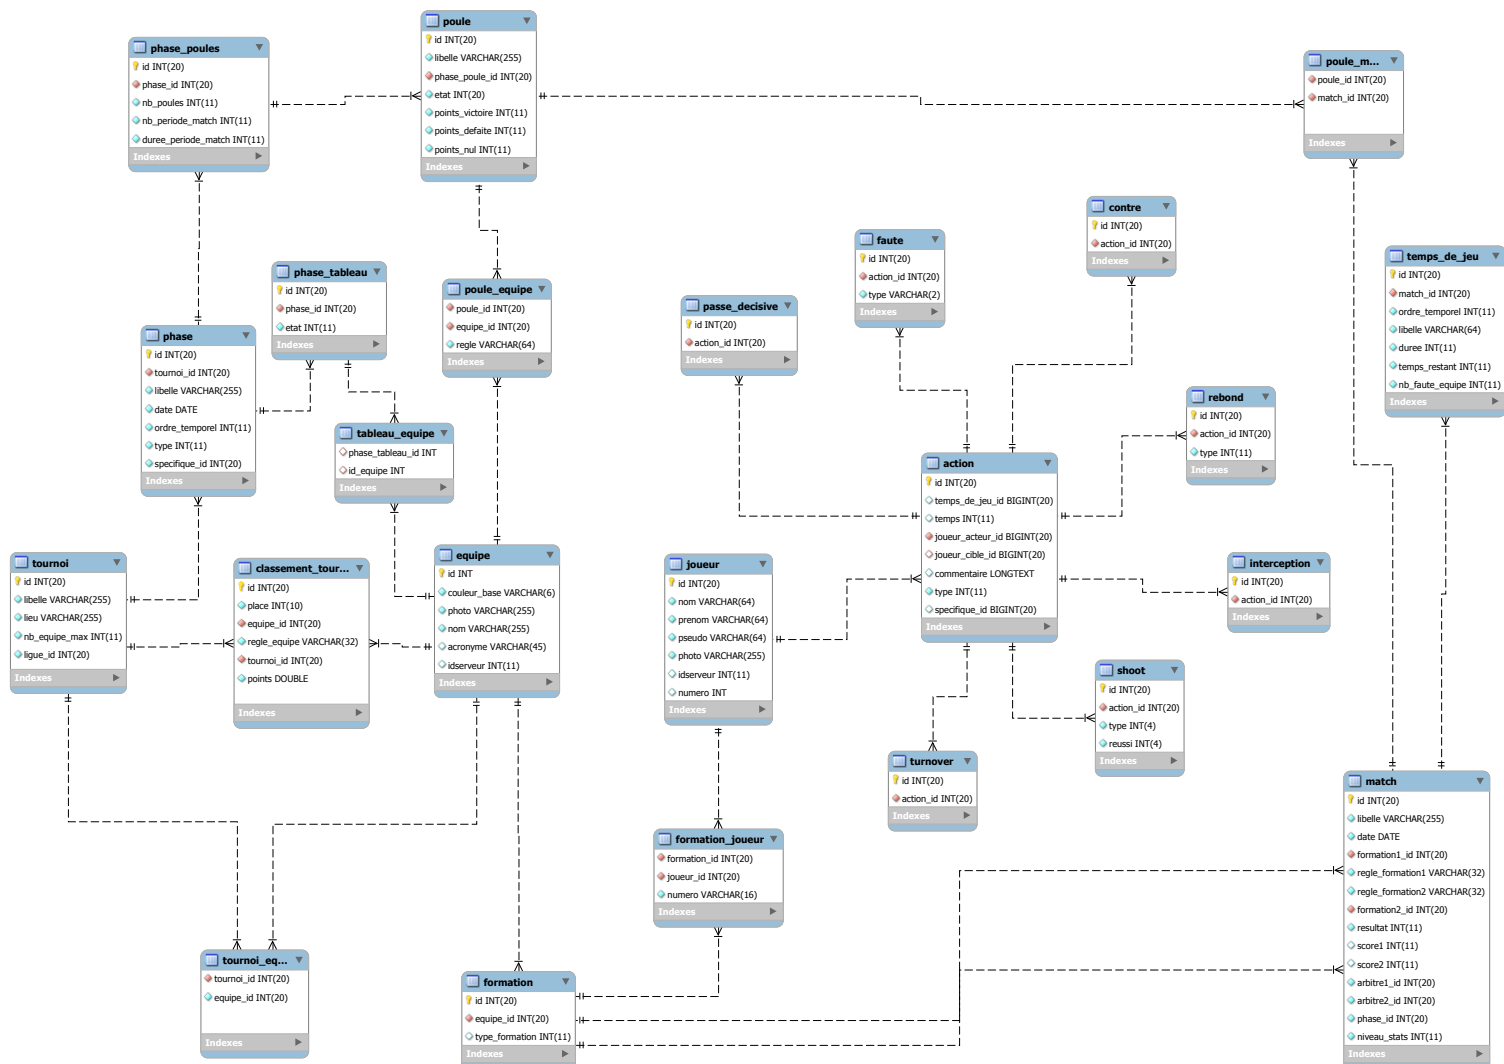 poule
id INT(20)
libelle VARCHAR(255)
phase_poule_id INT(20)
etat INT(20)
points_victoire INT(11)
points_defaite INT(11)
points_nul INT(11)
Indexes
phase_poules
id INT(20)
phase_id INT(20)
nb_poules INT(11)
nb_periode_match INT(11)
duree_periode_match INT(11)
Indexes
poule_m...
poule_id INT(20)
match_id INT(20)
Indexes
contre
id INT(20)
action_id INT(20)
Indexes
faute
id INT(20)
action_id INT(20)
type VARCHAR(2)
Indexes
temps_de_jeu
id INT(20)
match_id INT(20)
ordre_temporel INT(11)
libelle VARCHAR(64)
duree INT(11)
temps_restant INT(11)
nb_faute_equipe INT(11)
Indexes
phase_tableau
id INT(20)
phase_id INT(20)
etat INT(11)
Indexes
poule_equipe
poule_id INT(20)
equipe_id INT(20)
regle VARCHAR(64)
Indexes
passe_decisive
id INT(20)
action_id INT(20)
Indexes
phase
id INT(20)
tournoi_id INT(20)
libelle VARCHAR(255)
date DATE
ordre_temporel INT(11)
type INT(11)
specifique_id INT(20)
Indexes
rebond
id INT(20)
action_id INT(20)
type INT(11)
Indexes
tableau_equipe
phase_tableau_id INT
id_equipe INT
Indexes
action
id INT(20)
temps_de_jeu_id BIGINT(20)
temps INT(11)
joueur_acteur_id BIGINT(20)
joueur_cible_id BIGINT(20)
commentaire LONGTEXT
type INT(11)
specifique_id BIGINT(20)
Indexes
tournoi
id INT(20)
libelle VARCHAR(255)
lieu VARCHAR(255)
nb_equipe_max INT(11)
ligue_id INT(20)
Indexes
classement_tour...
id INT(20)
place INT(10)
equipe_id INT(20)
regle_equipe VARCHAR(32)
tournoi_id INT(20)
points DOUBLE
Indexes
equipe
id INT
couleur_base VARCHAR(6)
photo VARCHAR(255)
nom VARCHAR(255)
acronyme VARCHAR(45)
idserveur INT(11)
Indexes
joueur
id INT(20)
nom VARCHAR(64)
prenom VARCHAR(64)
pseudo VARCHAR(64)
photo VARCHAR(255)
idserveur INT(11)
numero INT
Indexes
interception
id INT(20)
action_id INT(20)
Indexes
shoot
id INT(20)
action_id INT(20)
type INT(4)
reussi INT(4)
Indexes
turnover
id INT(20)
action_id INT(20)
Indexes
match
id INT(20)
libelle VARCHAR(255)
date DATE
formation1_id INT(20)
regle_formation1 VARCHAR(32)
regle_formation2 VARCHAR(32)
formation2_id INT(20)
resultat INT(11)
score1 INT(11)
score2 INT(11)
arbitre1_id INT(20)
arbitre2_id INT(20)
phase_id INT(20)
niveau_stats INT(11)
Indexes
formation_joueur
formation_id INT(20)
joueur_id INT(20)
numero VARCHAR(16)
Indexes
tournoi_eq...
tournoi_id INT(20)
equipe_id INT(20)
Indexes
formation
id INT(20)
equipe_id INT(20)
type_formation INT(11)
Indexes